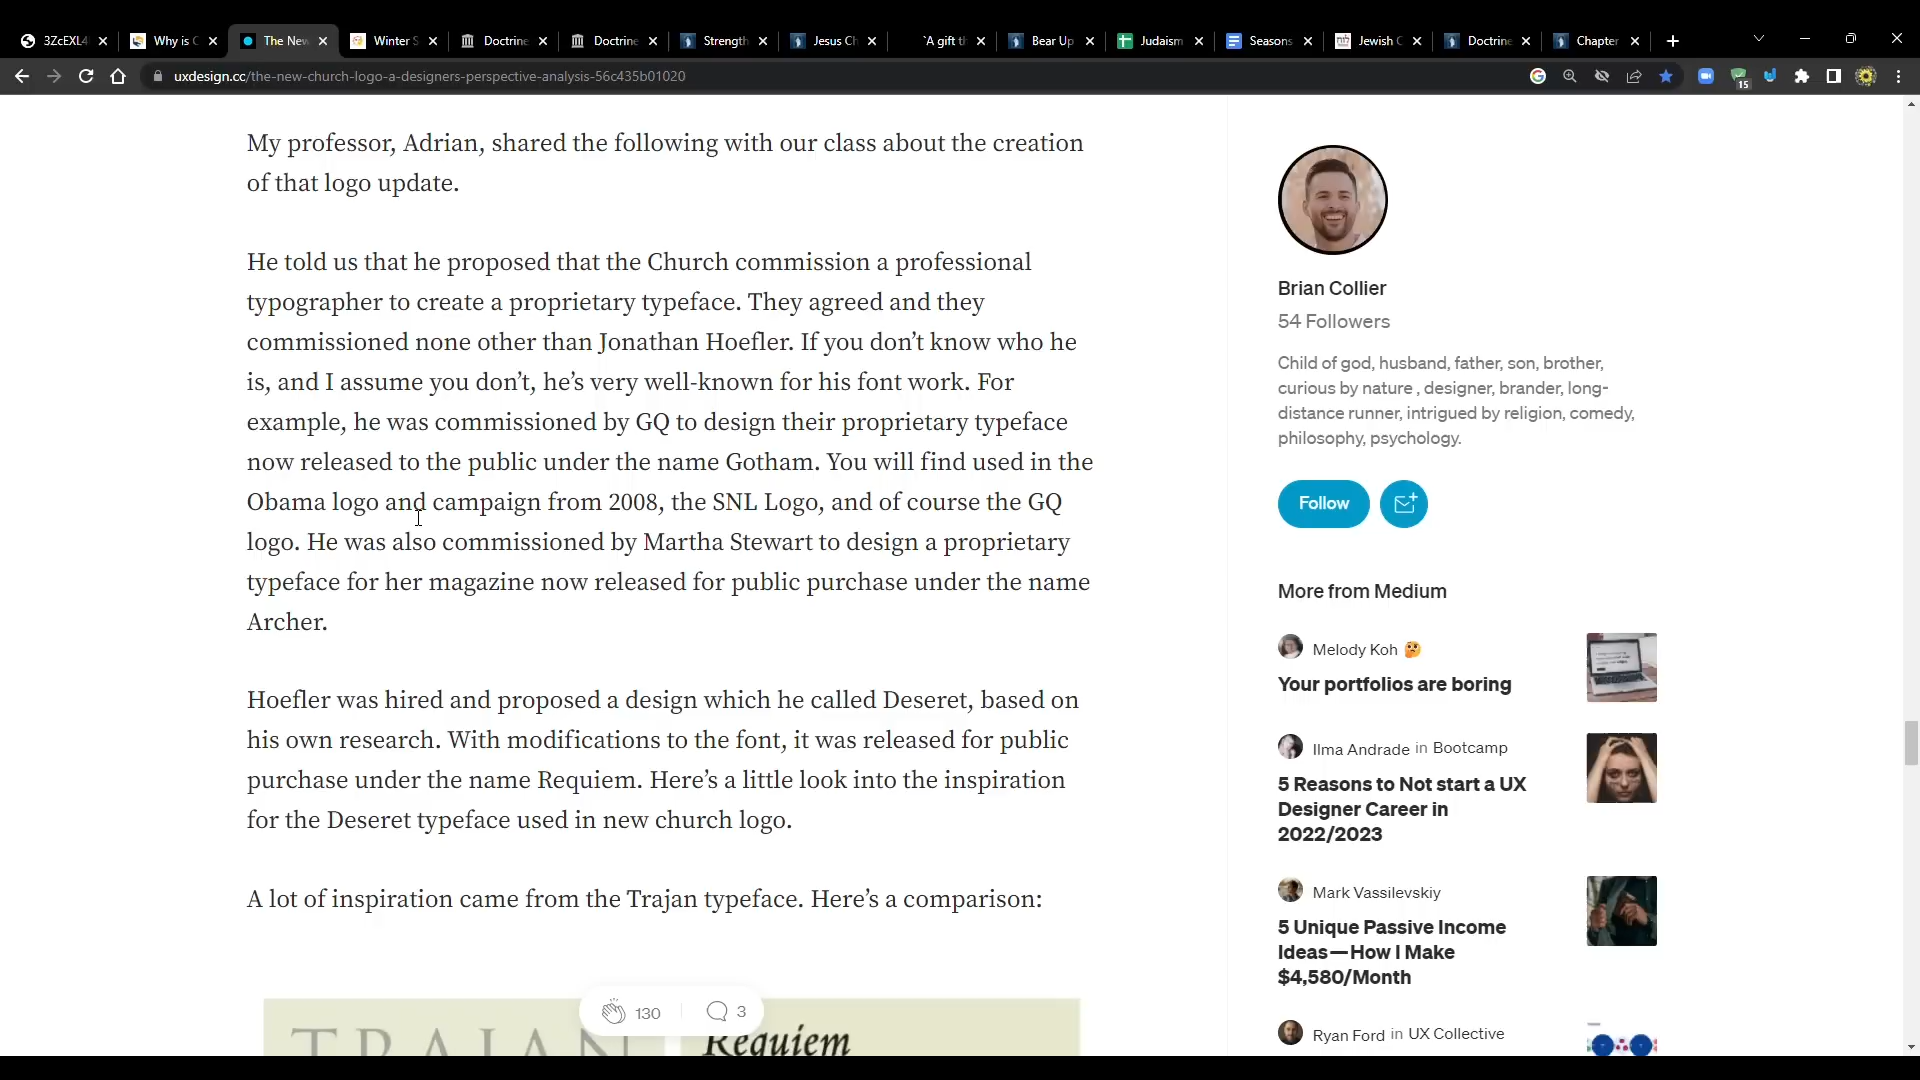 3ZcEXL4
Why is C
The New
Winter S
Doctrine
Doctrine
Strength
Jesus Ch
`A gift t
Bear Up
Judaism
Seasons
Jewish C
Doctrine
Chapter
uxdesign.cc/the-new-church-logo-a-designers-perspective-analysis-56c435b01020
15
My professor, Adrian, shared the following with our class about the creation
of that logo update.
He told us that he proposed that the Church commission a professional
typographer to create a proprietary typeface. They agreed and they
commissioned none other than Jonathan Hoefler. If you don’t know who he
is, and I assume you don’t, he’s very well-known for his font work. For
example, he was commissioned by GQ to design their proprietary typeface
now released to the public under the name Gotham. You will find used in the
Obama logo and campaign from 2008, the SNL Logo, and of course the GQ
logo. He was also commissioned by Martha Stewart to design a proprietary
typeface for her magazine now released for public purchase under the name
Archer.
Hoefler was hired and proposed a design which he called Deseret, based on
his own research. With modifications to the font, it was released for public
purchase under the name Requiem. Here’s a little look into the inspiration
for the Deseret typeface used in new church logo.
A lot of inspiration came from the Trajan typeface. Here’s a comparison:
TRAJAN
Requiem
130
3
Brian Collier
54 Followers
Child of god, husband, father, son, brother,
curious by nature , designer, brander, long-
distance runner, intrigued by religion, comedy,
philosophy, psychology.
Follow
More from Medium
Melody Koh 🤔
Your portfolios are boring
Ilma Andrade in Bootcamp
5 Reasons to Not start a UX
Designer Career in
2022/2023
Mark Vassilevskiy
5 Unique Passive Income
Ideas — How I Make
$4,580/Month
Ryan Ford in UX Collective